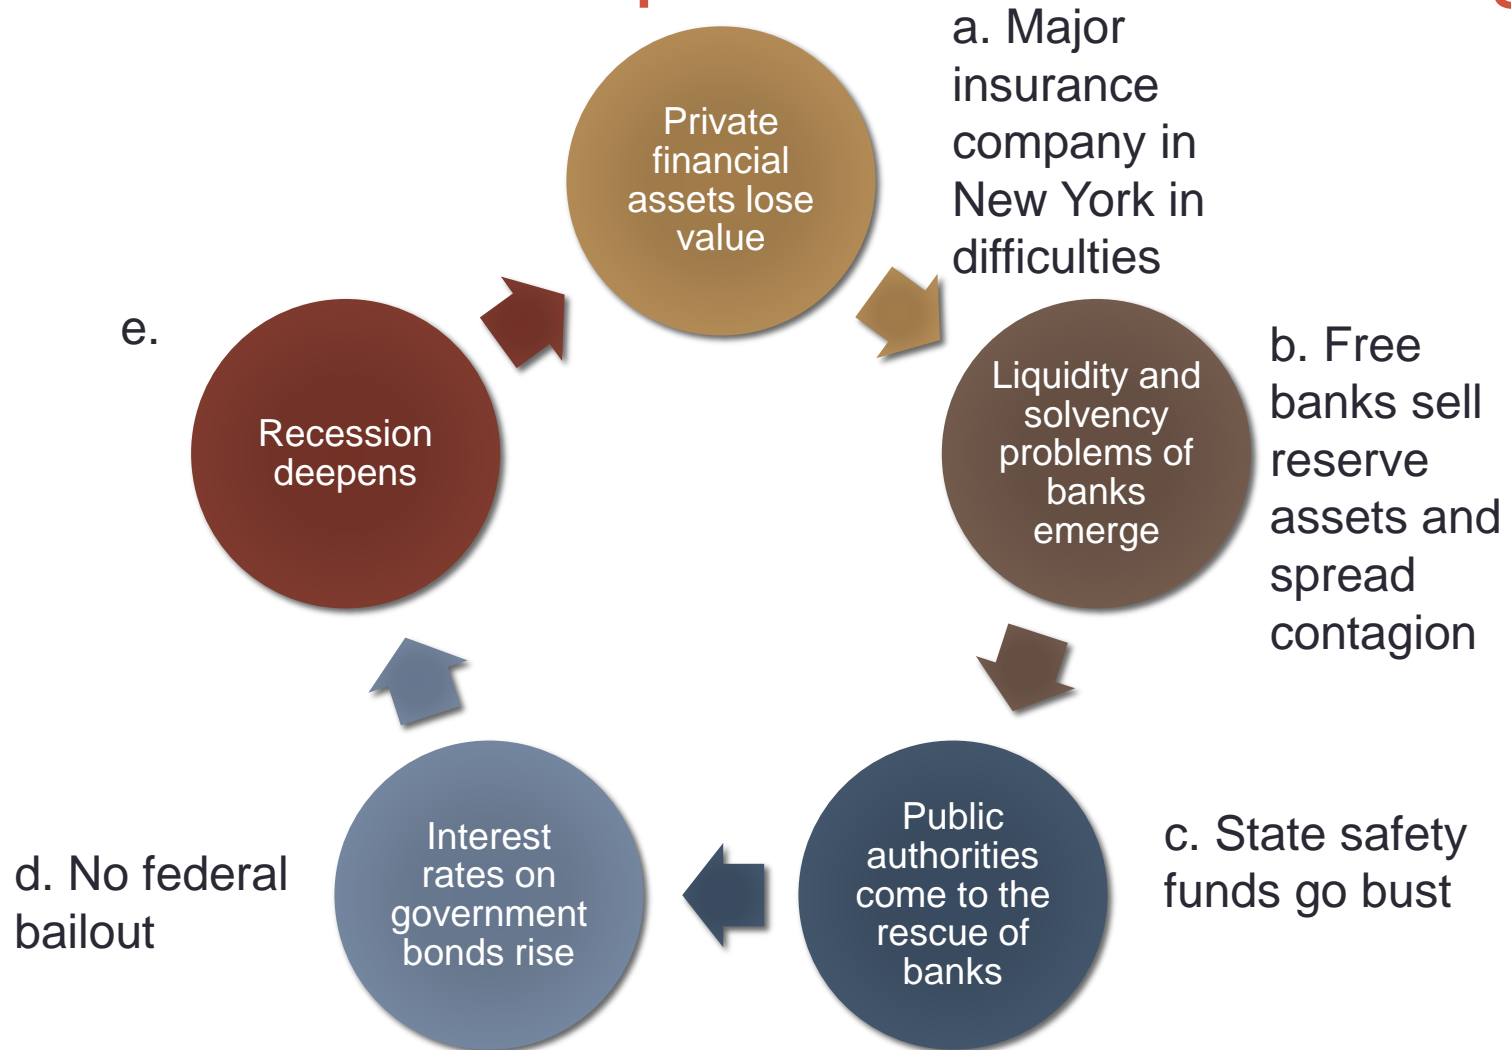 a. Major
insurance
company in
New York in
difficulties
Private
financial
assets lose
value
b. Free
banks sell
reserve
assets and
spread
contagion
Liquidity and
solvency
problems of
banks
emerge
c. State safety
funds go bust
Public
authorities
come to the
rescue of
banks
d. No federal
bailout
Interest
rates on
government
bonds rise
e.
Recession
deepens